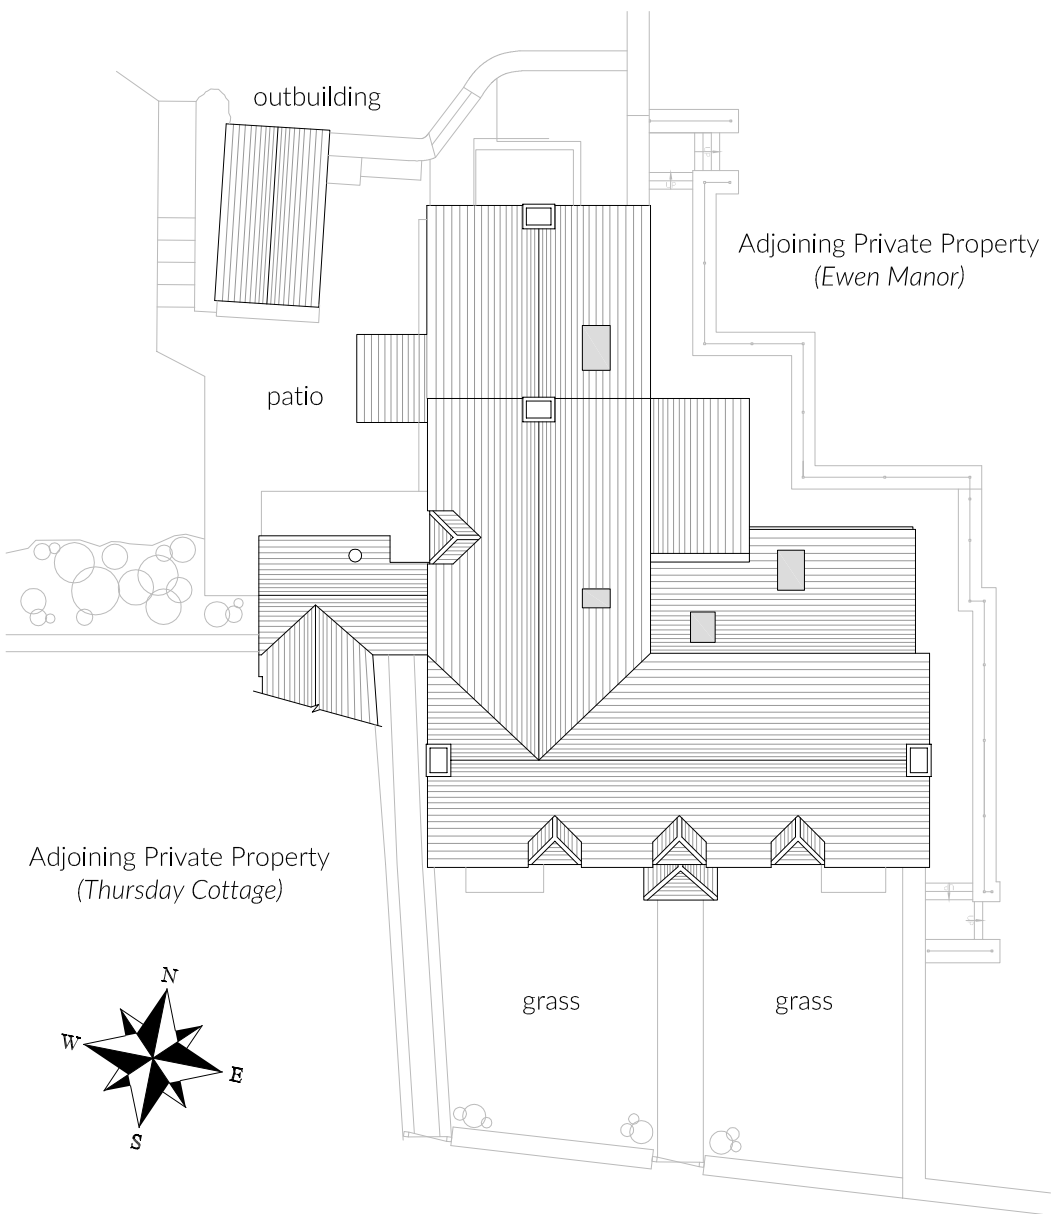 outbuilding
Adjoining Private Property
(Ewen Manor)
patio
Adjoining Private Property
(Thursday Cottage)
grass
grass
N
W
E
S